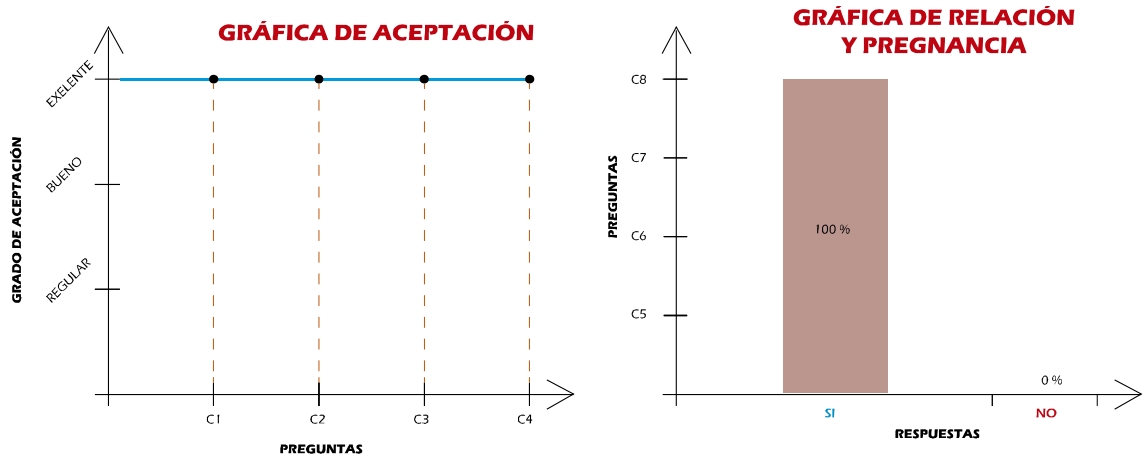 GRÁFICA DE ACEPTACIÓN
GRADO DE ACEPTACIÓN
EXELENTE
BUENO
REGULAR
C1
C2
C3
C4
PREGUNTAS
GRÁFICA DE RELACIÓN
Y PREGNANCIA
PREGUNTAS
C8
C7
C6
C5
100 %
0 %
SI
NO
RESPUESTAS